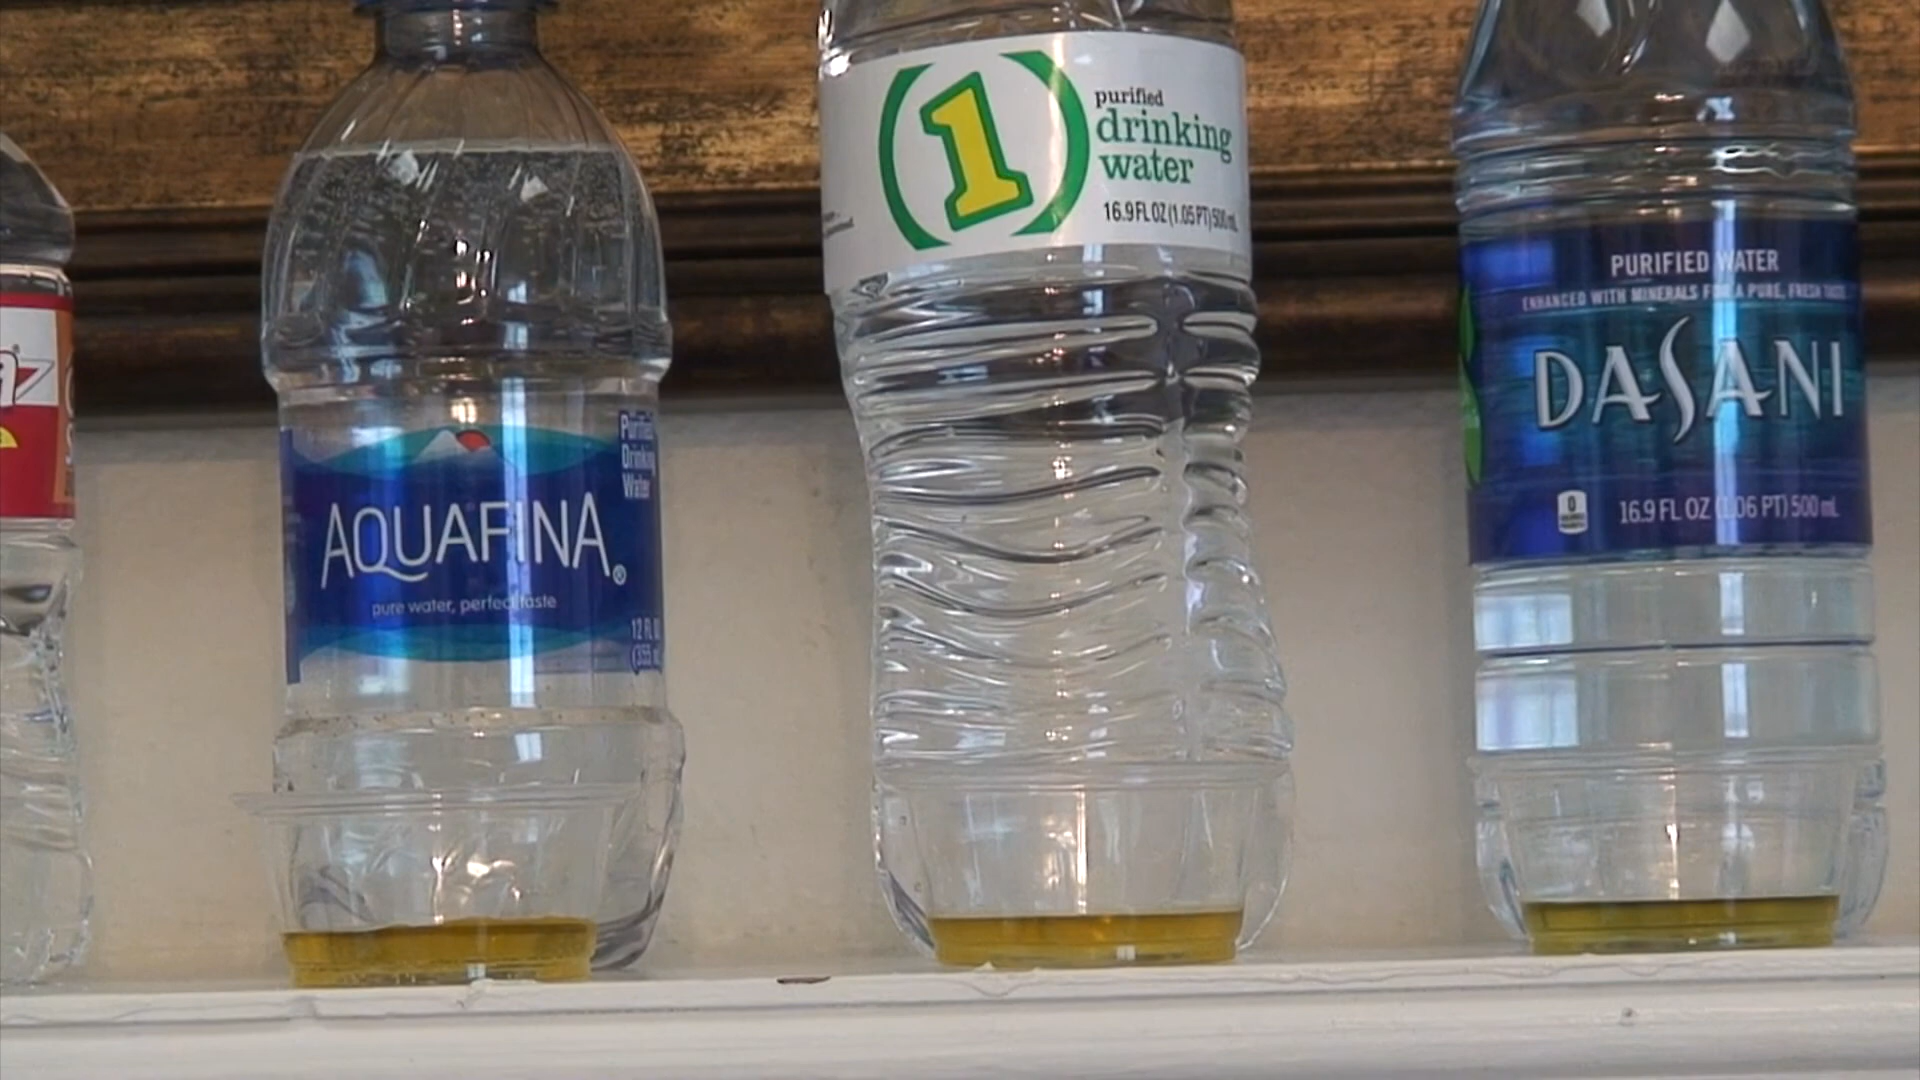 AQUAFINA®
pure water, perfect taste
Purified
Drinking
Water
12 FL
(355
1
purified
drinking
water
16.9 FL OZ (1.05 PT) 500 mL
PURIFIED WATER
ENHANCED WITH MINERALS FOR A PURE, FRESH TASTE
DASANI
0
16.9 FL OZ (1.06 PT) 500 mL